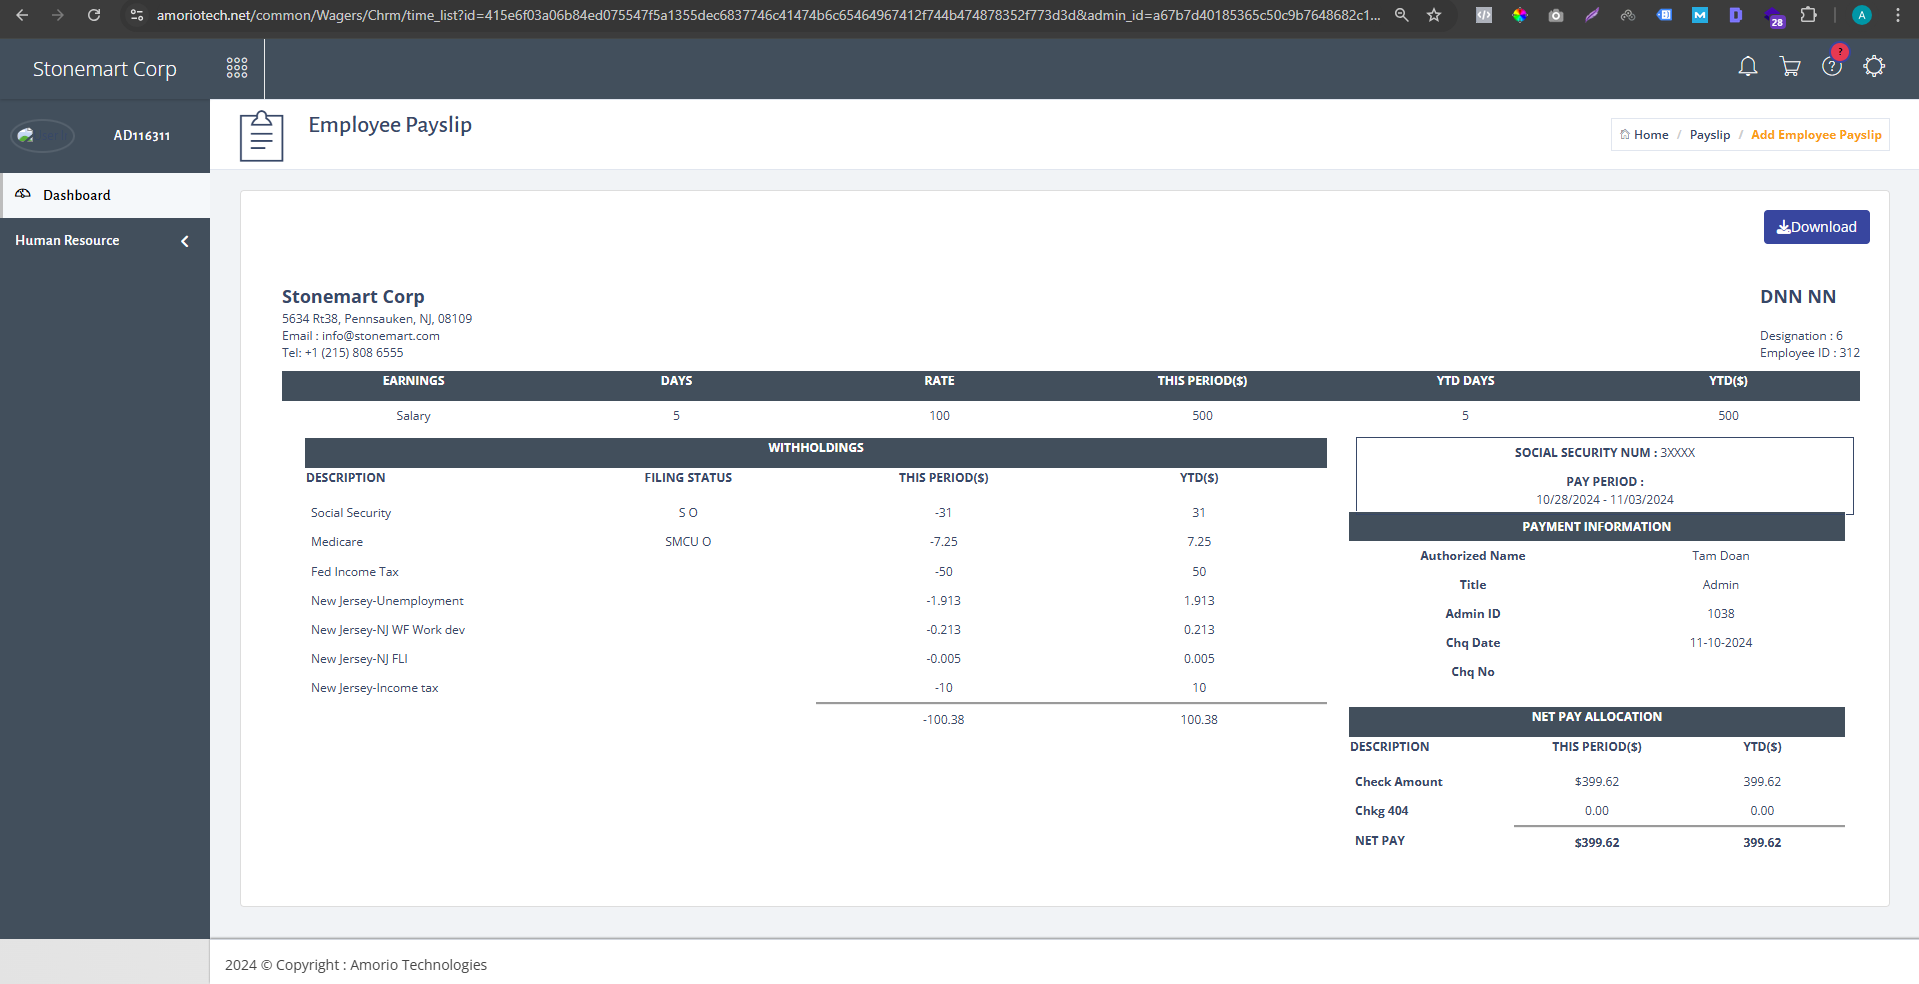 amoriotech.net/common/Wagers/Chrm/time_list?id=415e6f03a06b84ed075547f5a1355dec6837746c41474b6c65464967412f744b474878352f773d3d&admin_id=a67b7d40185365c50c9b7648682c1...
28
A
Stonemart Corp
?
AD116311
Employee Payslip
Home / Payslip / Add Employee Payslip
Dashboard
Human Resource
Download
Stonemart Corp
DNN NN
5634 Rt38, Pennsauken, NJ, 08109
Email : info@stonemart.com
Designation : 6
Tel: +1 (215) 808 6555
Employee ID : 312
EARNINGS DAYS RATE THIS PERIOD($) YTD DAYS YTD($)
Salary 5 100 500 5 500
WITHHOLDINGS
DESCRIPTION FILING STATUS THIS PERIOD($) YTD($)
Social Security S O -31 31
Medicare SMCU O -7.25 7.25
Fed Income Tax -50 50
New Jersey-Unemployment -1.913 1.913
New Jersey-NJ WF Work dev -0.213 0.213
New Jersey-NJ FLI -0.005 0.005
New Jersey-Income tax -10 10
-100.38 100.38
SOCIAL SECURITY NUM : 3XXXX
PAY PERIOD :
10/28/2024 - 11/03/2024
PAYMENT INFORMATION
Authorized Name Tam Doan
Title Admin
Admin ID 1038
Chq Date 11-10-2024
Chq No
NET PAY ALLOCATION
DESCRIPTION THIS PERIOD($) YTD($)
Check Amount $399.62 399.62
Chkg 404 0.00 0.00
NET PAY $399.62 399.62
2024 © Copyright : Amorio Technologies